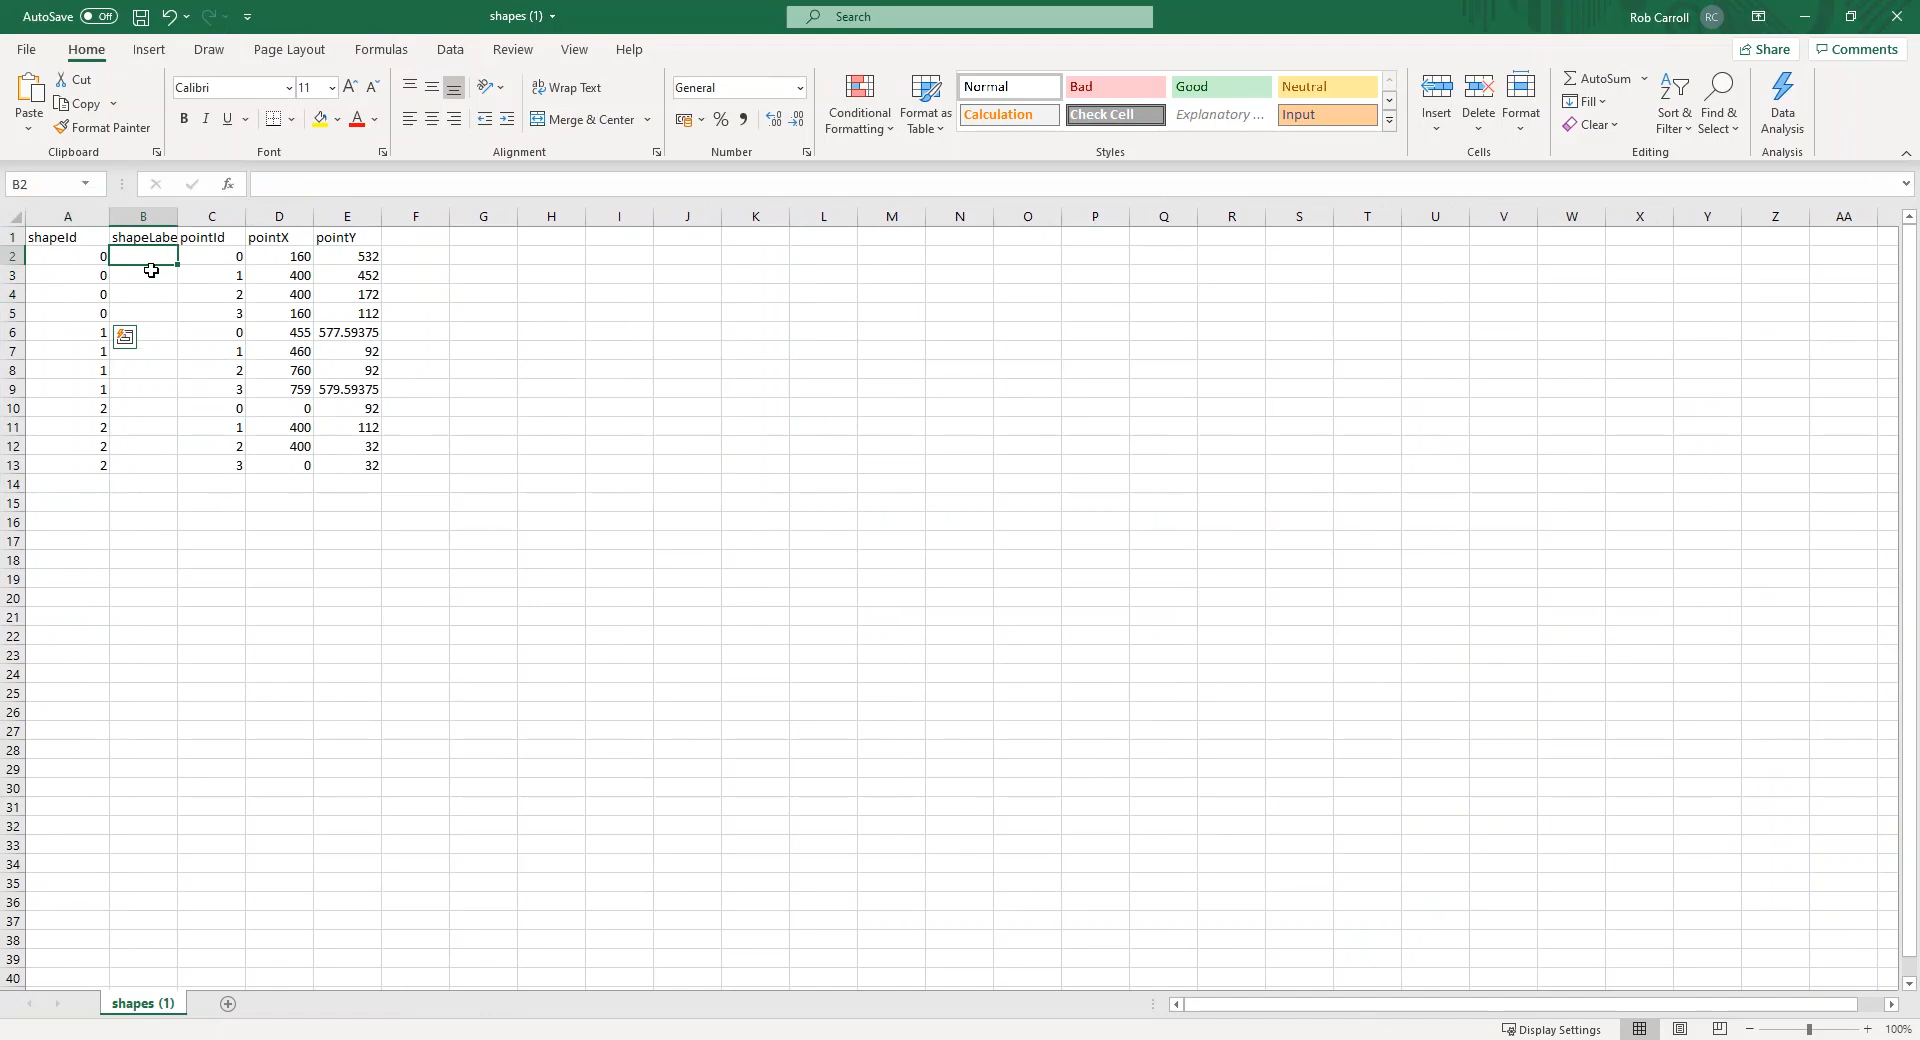 AutoSave Off shapes (1) Search Rob Carroll RC
File Home Insert Draw Page Layout Formulas Data Review View Help Share Comments
Paste Cut Copy Format Painter Clipboard
Calibri 11 A A B I U A Font
Wrap Text Merge & Center Alignment
General % , Number
Conditional Formatting Format as Table
Normal Bad Good Neutral
Calculation Check Cell Explanatory ... Input
Styles
Insert Delete Format Cells
AutoSum Fill Clear Sort & Filter Find & Select Editing
Data Analysis Analysis
B2 fx
A B C D E F G H I J K L M N O P Q R S T U V W X Y Z AA
1 shapeId shapeLabe pointId pointX pointY
2 0 0 160 532
3 0 1 400 452
4 0 2 400 172
5 0 3 160 112
6 1 0 455 577.59375
7 1 1 460 92
8 1 2 760 92
9 1 3 759 579.59375
10 2 0 0 92
11 2 1 400 112
12 2 2 400 32
13 2 3 0 32
14
15
16
17
18
19
20
21
22
23
24
25
26
27
28
29
30
31
32
33
34
35
36
37
38
39
40
shapes (1)
Display Settings 100%